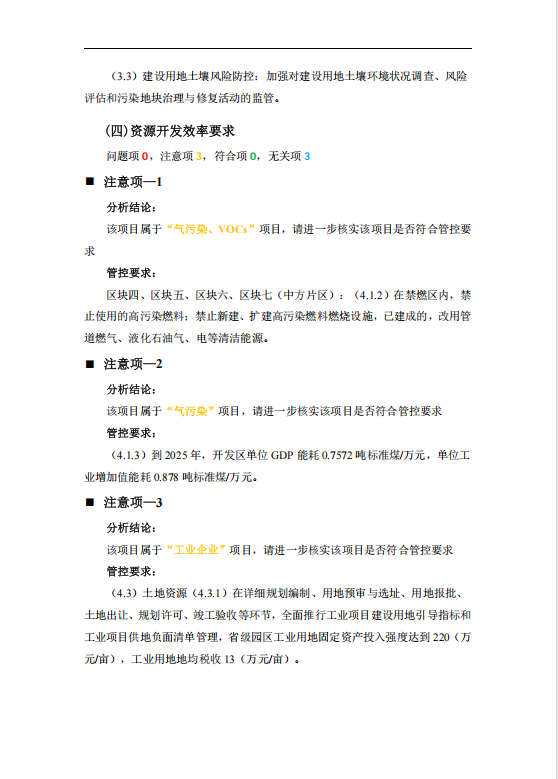 （3.3）建设用地土壤风险防控：加强对建设用地土壤环境状况调查、风险
评估和污染地块治理与修复活动的监管。
(四)资源开发效率要求
问题项 0，注意项 3，符合项 0，无关项 3
■ 注意项—1
分析结论：
该项目属于“气污染、VOCs”项目，请进一步核实该项目是否符合管控要
求
管控要求：
区块四、区块五、区块六、区块七（中方片区）：（4.1.2）在禁燃区内，禁
止使用的高污染燃料；禁止新建、扩建高污染燃料燃烧设施，已建成的，改用管
道燃气、液化石油气、电等清洁能源。
■ 注意项—2
分析结论：
该项目属于“气污染”项目，请进一步核实该项目是否符合管控要求
管控要求：
（4.1.3）到 2025 年，开发区单位 GDP 能耗 0.7572 吨标准煤/万元，单位工
业增加值能耗 0.878 吨标准煤/万元。
■ 注意项—3
分析结论：
该项目属于“工业企业”项目，请进一步核实该项目是否符合管控要求
管控要求：
（4.3）土地资源（4.3.1）在详细规划编制、用地预审与选址、用地报批、
土地出让、规划许可、竣工验收等环节，全面推行工业项目建设用地引导指标和
工业项目供地负面清单管理，省级园区工业用地固定资产投入强度达到 220（万
元/亩），工业用地地均税收 13（万元/亩）。